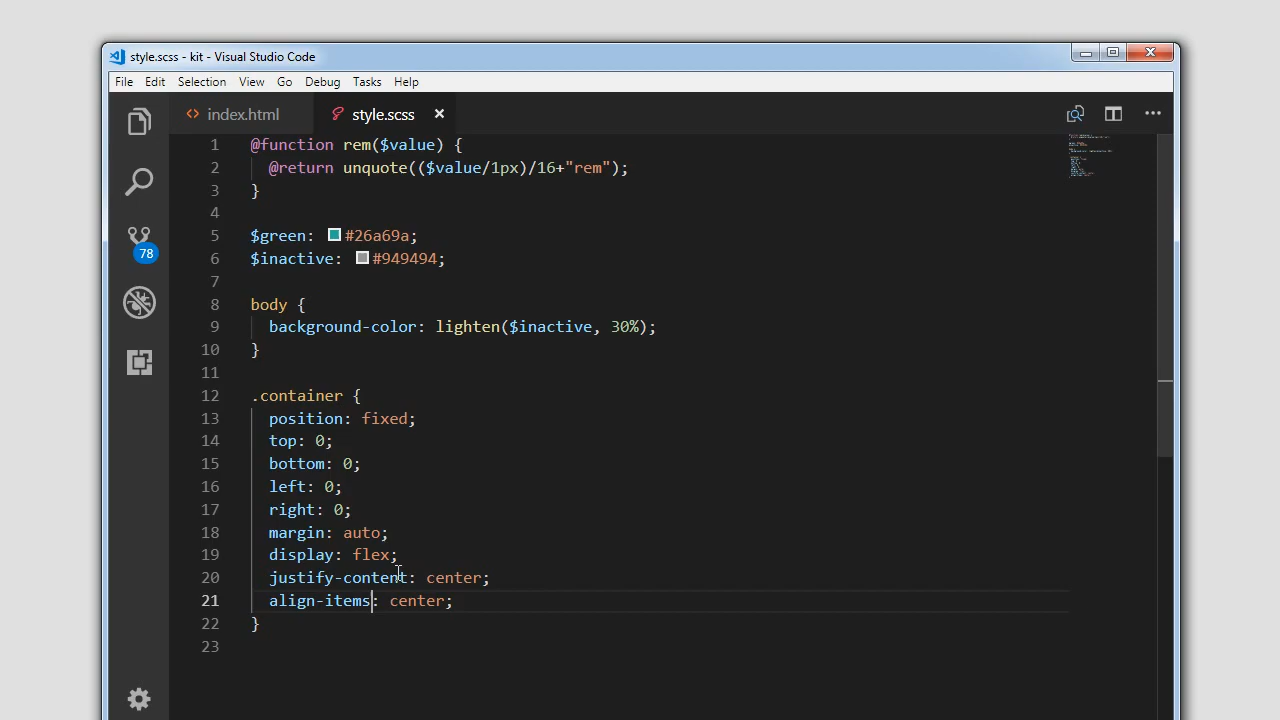 style.scss - kit - Visual Studio Code
File Edit Selection View Go Debug Tasks Help
index.html style.scss
1 @function rem($value) {
2 @return unquote(($value/1px)/16+"rem");
3 }
4
5 $green: #26a69a;
6 $inactive: #949494;
7
8 body {
9 background-color: lighten($inactive, 30%);
10 }
11
12 .container {
13 position: fixed;
14 top: 0;
15 bottom: 0;
16 left: 0;
17 right: 0;
18 margin: auto;
19 display: flex;
20 justify-content: center;
21 align-items: center;
22 }
23
78